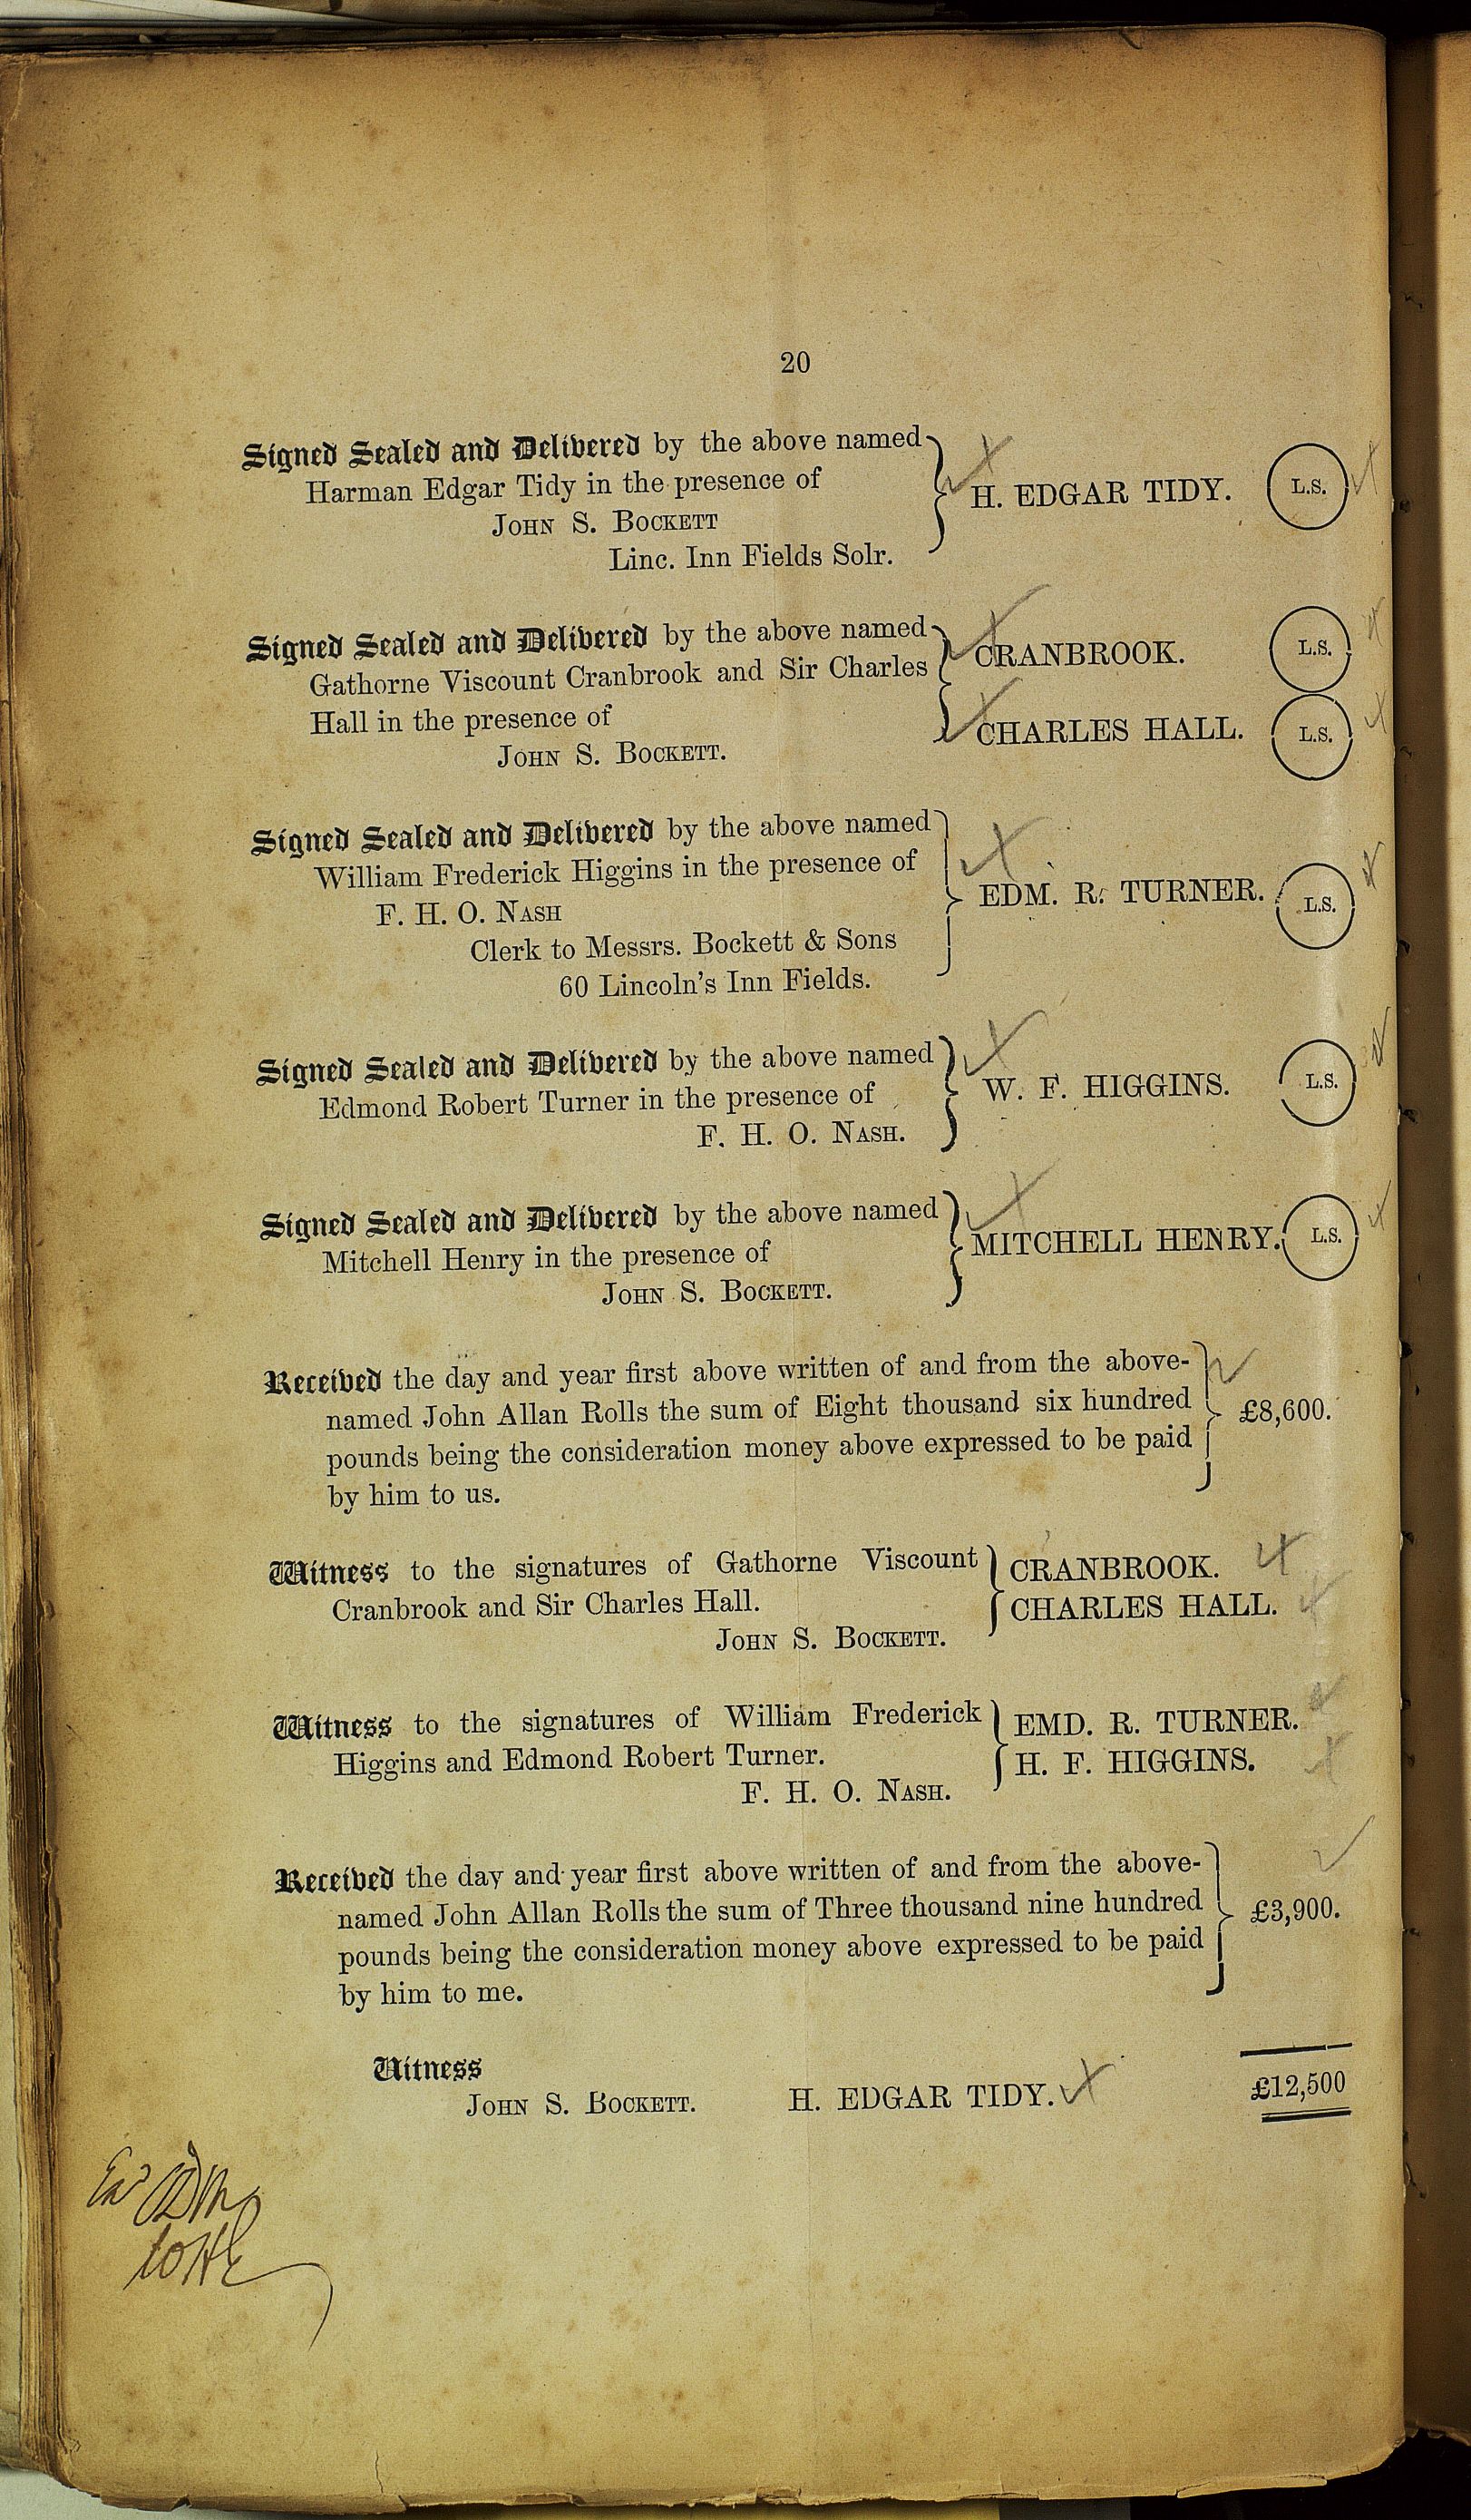 20
Signed Sealed and Delivered by the above named
Harman Edgar Tidy in the presence of
H. EDGAR TIDY. L.S.
JOHN S. BOCKETT
Linc. Inn Fields Solr.
Signed Sealed and Delivered by the above named
CRANBROOK. L.S.
Gathorne Viscount Cranbrook and Sir Charles
Hall in the presence of
CHARLES HALL. L.S.
JOHN S. BOCKETT.
Signed Sealed and Delivered by the above named
William Frederick Higgins in the presence of
EDM. R. TURNER. L.S.
F. H. O. NASH
Clerk to Messrs. Bockett & Sons
60 Lincoln's Inn Fields.
Signed Sealed and Delivered by the above named
W. F. HIGGINS. L.S.
Edmond Robert Turner in the presence of
F. H. O. NASH.
Signed Sealed and Delivered by the above named
MITCHELL HENRY. L.S.
Mitchell Henry in the presence of
JOHN S. BOCKETT.
Received the day and year first above written of and from the above-
named John Allan Rolls the sum of Eight thousand six hundred £8,600.
pounds being the consideration money above expressed to be paid
by him to us.
Witness to the signatures of Gathorne Viscount CRANBROOK.
Cranbrook and Sir Charles Hall. CHARLES HALL.
JOHN S. BOCKETT.
Witness to the signatures of William Frederick EMD. R. TURNER.
Higgins and Edmond Robert Turner. H. F. HIGGINS.
F. H. O. NASH.
Received the day and year first above written of and from the above-
named John Allan Rolls the sum of Three thousand nine hundred £3,900.
pounds being the consideration money above expressed to be paid
by him to me.
Witness
JOHN S. BOCKETT. H. EDGAR TIDY. £12,500